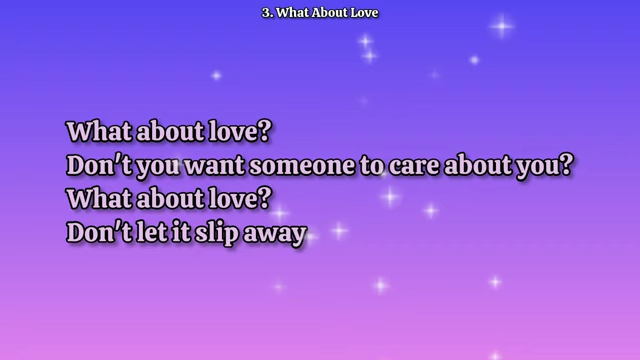 3. What About Love
What about love?
Don't you want someone to care about you?
What about love?
Don't let it slip away